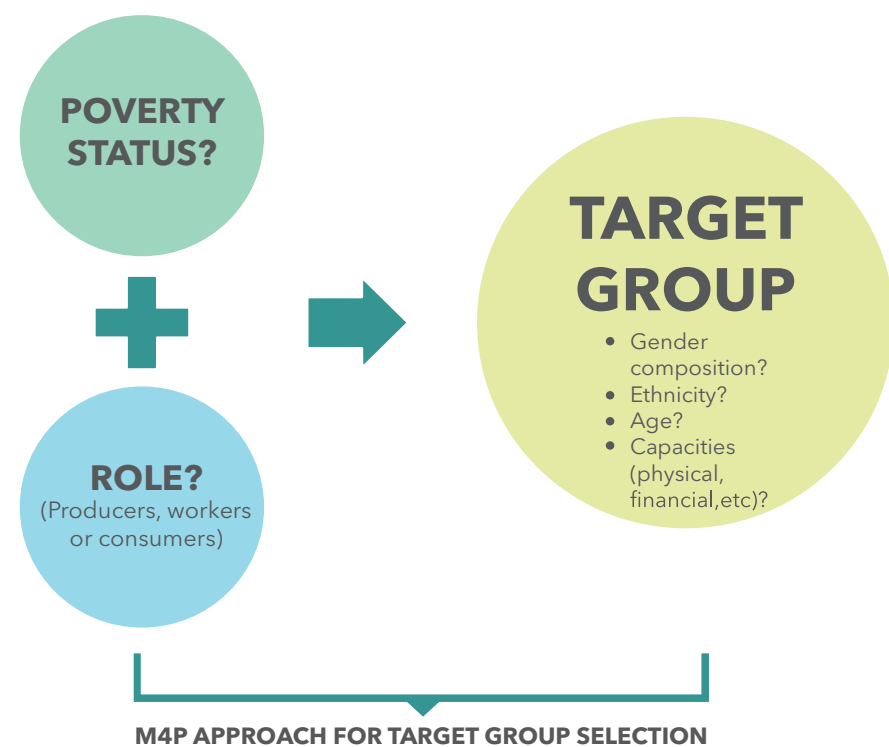 POVERTY
STATUS?
ROLE?
(Producers, workers
or consumers)
TARGET
GROUP
• Gender
composition?
• Ethnicity?
• Age?
• Capacities
(physical,
financial,etc)?
M4P APPROACH FOR TARGET GROUP SELECTION